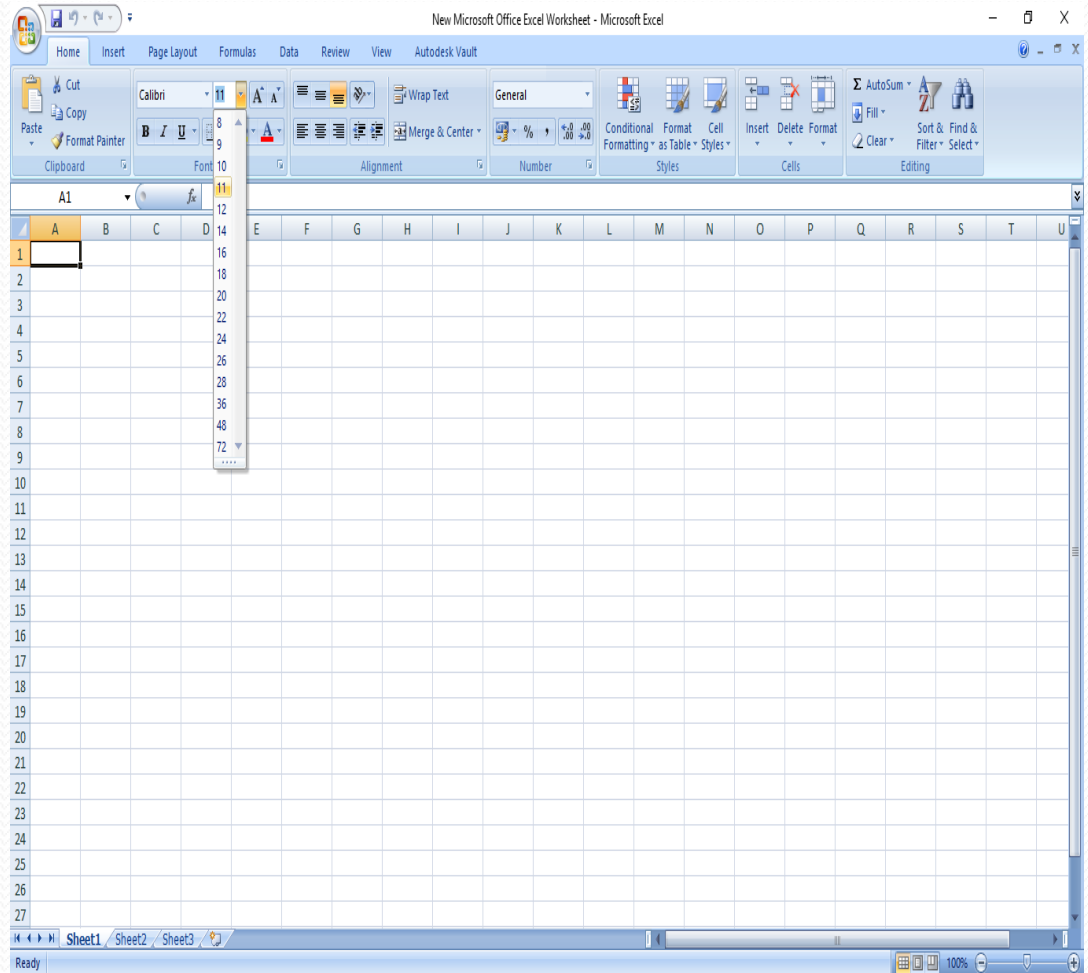 New Microsoft Office Excel Worksheet - Microsoft Excel
Home Insert Page Layout Formulas Data Review View Autodesk Vault
Cut
Copy
Format Painter
Paste
Clipboard
Calibri 11
B I U
Font
Wrap Text
Merge & Center
Alignment
General
% ,
Number
Conditional Formatting
Format as Table
Cell Styles
Styles
Insert Delete Format
Cells
Σ AutoSum
Fill
Clear
Sort & Filter
Find & Select
Editing
8
9
10
11
12
14
16
18
20
22
24
26
28
36
48
72
A1 fx
A B C D E F G H I J K L M N O P Q R S T U
1
2
3
4
5
6
7
8
9
10
11
12
13
14
15
16
17
18
19
20
21
22
23
24
25
26
27
Sheet1 Sheet2 Sheet3
Ready 100%